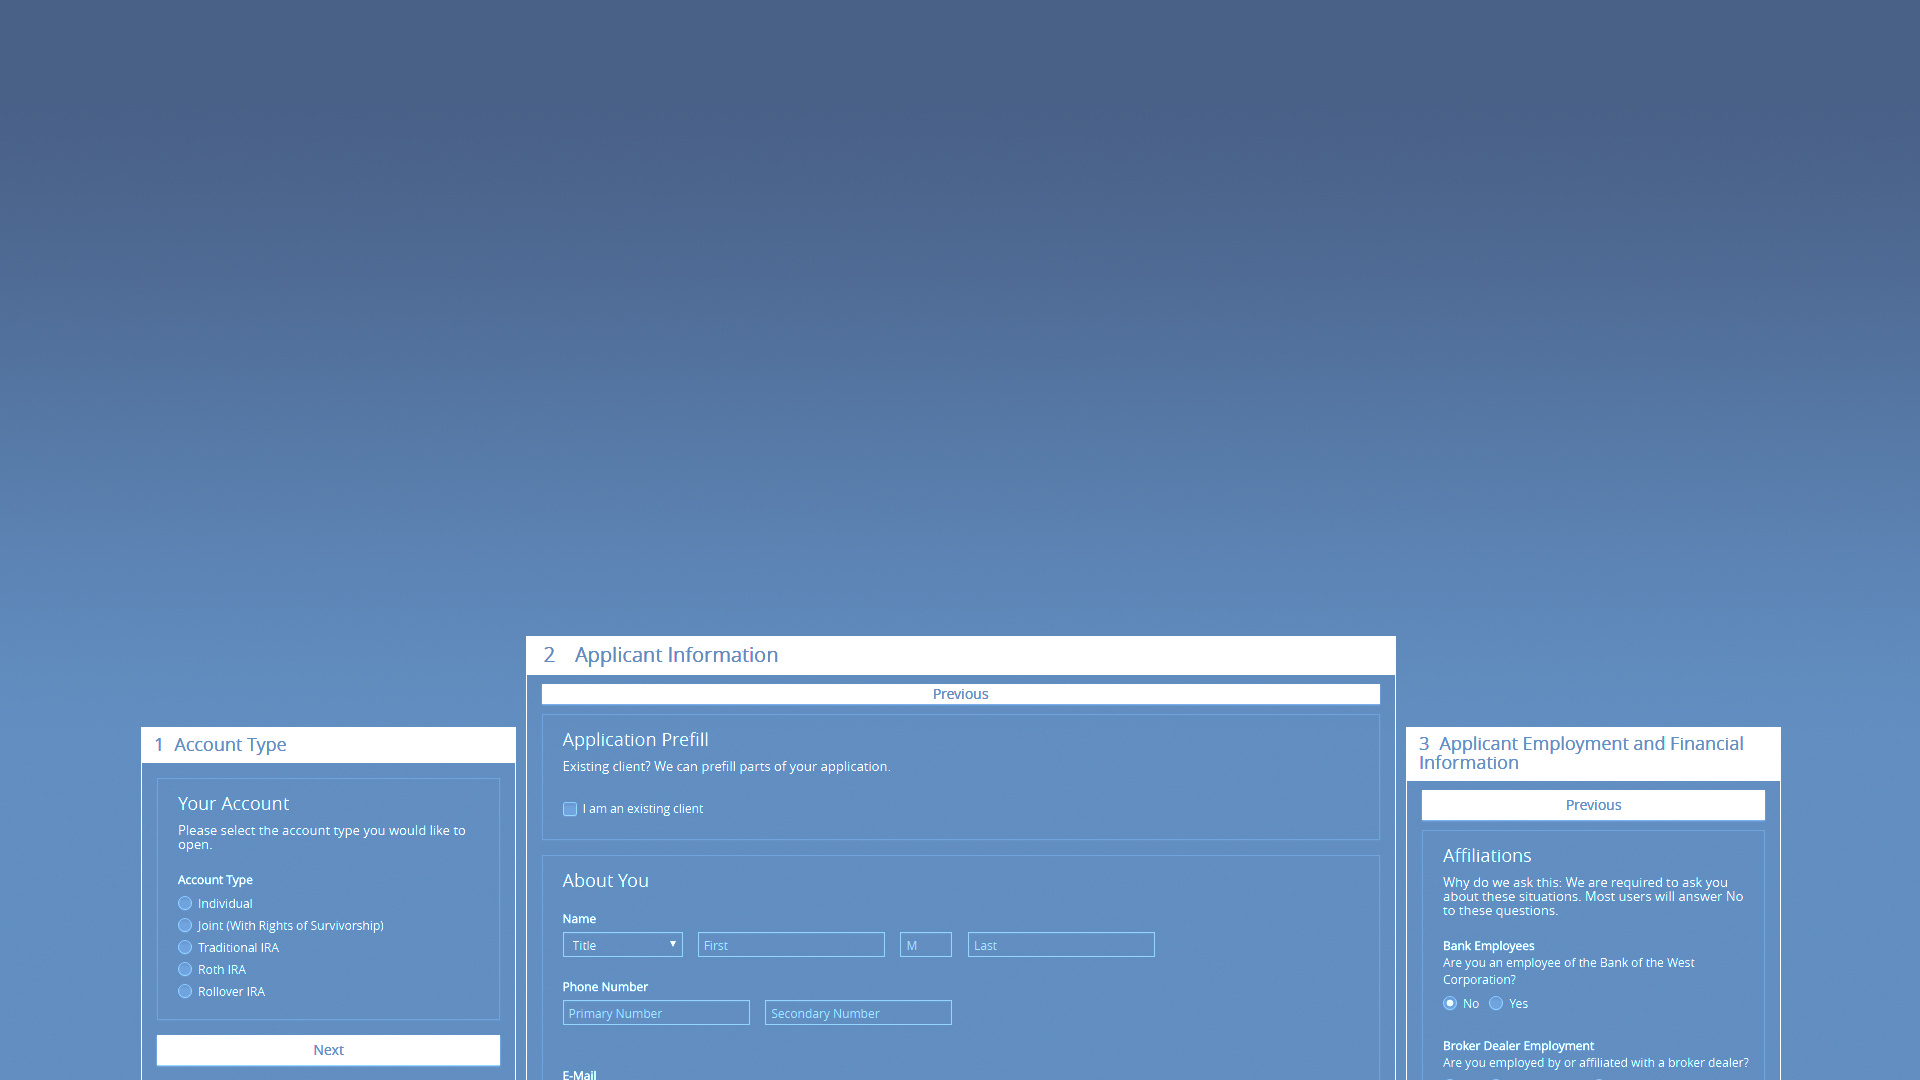 1 Account Type
Your Account
Please select the account type you would like to
open.
Account Type
Individual
Joint (With Rights of Survivorship)
Traditional IRA
Roth IRA
Rollover IRA
Next
2 Applicant Information
Previous
Application Prefill
Existing client? We can prefill parts of your application.
I am an existing client
About You
Name
Title First M Last
Phone Number
Primary Number Secondary Number
E-Mail
3 Applicant Employment and Financial
Information
Previous
Affiliations
Why do we ask this: We are required to ask you
about these situations. Most users will answer No
to these questions.
Bank Employees
Are you an employee of the Bank of the West
Corporation?
No Yes
Broker Dealer Employment
Are you employed by or affiliated with a broker dealer?